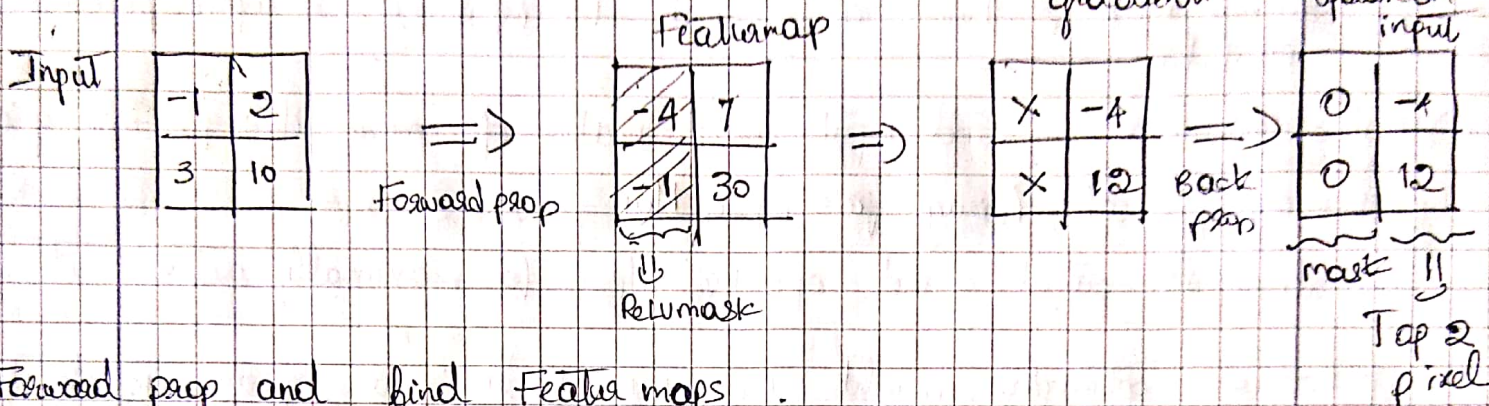 input
Featurmap
Input
-1 2
3 10
⇒
Forward prop
-4 7
-1 30
Relumask
⇒
X -4
X 12
⇒
Back
prop
0 -4
0 12
mask
Top 2
pixel
Forward prop and find Featur maps .